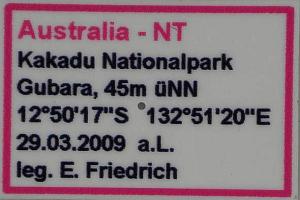 Australia - NT
Kakadu Nationalpark
Gubara, 45m üNN
12°50'17"S 132°51'20"E
29.03.2009 a.L.
leg. E. Friedrich